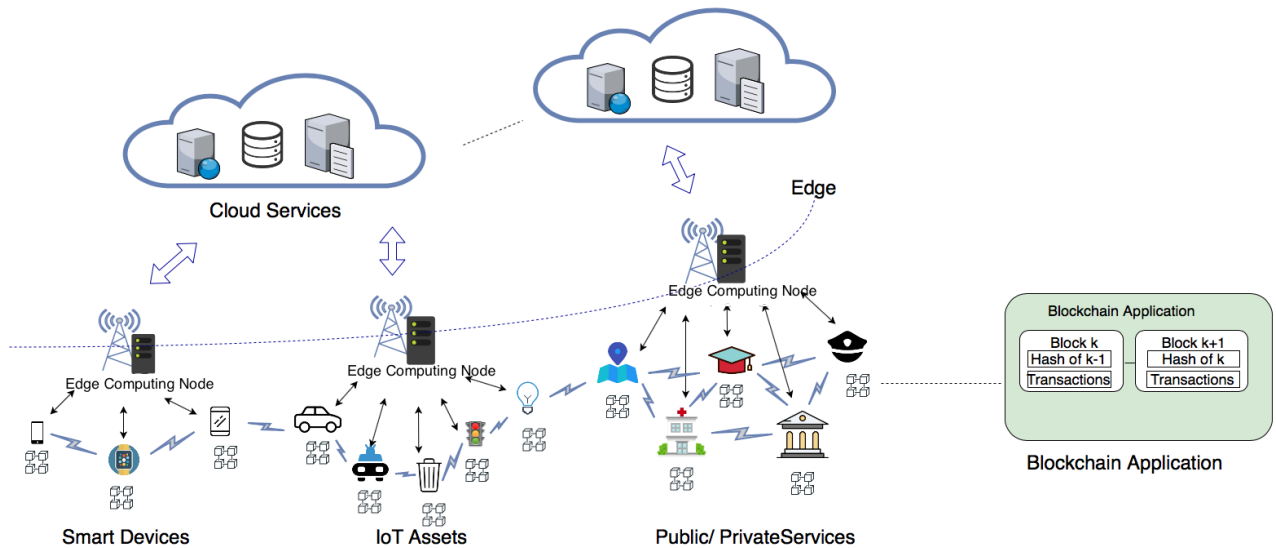 Cloud Services
Edge
Edge Computing Node
Edge Computing Node
Edge Computing Node
Blockchain Application
Block k
Hash of k-1
Transactions
Block k+1
Hash of k
Transactions
Blockchain Application
Smart Devices
IoT Assets
Public/ PrivateServices